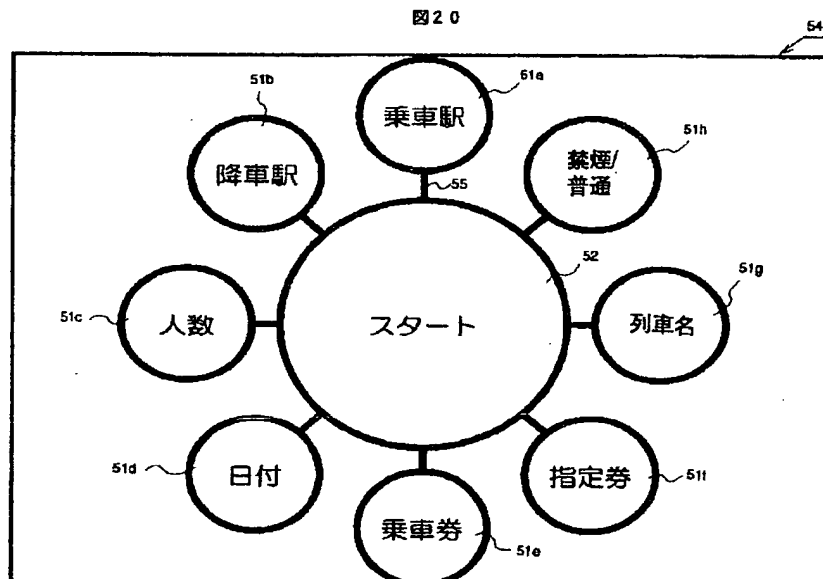 図20
54
51a
乗車駅
51b
降車駅
51h
禁煙/
普通
55
52
51g
51c
人数
スタート
列車名
51d
日付
指定券
51f
乗車券
51e